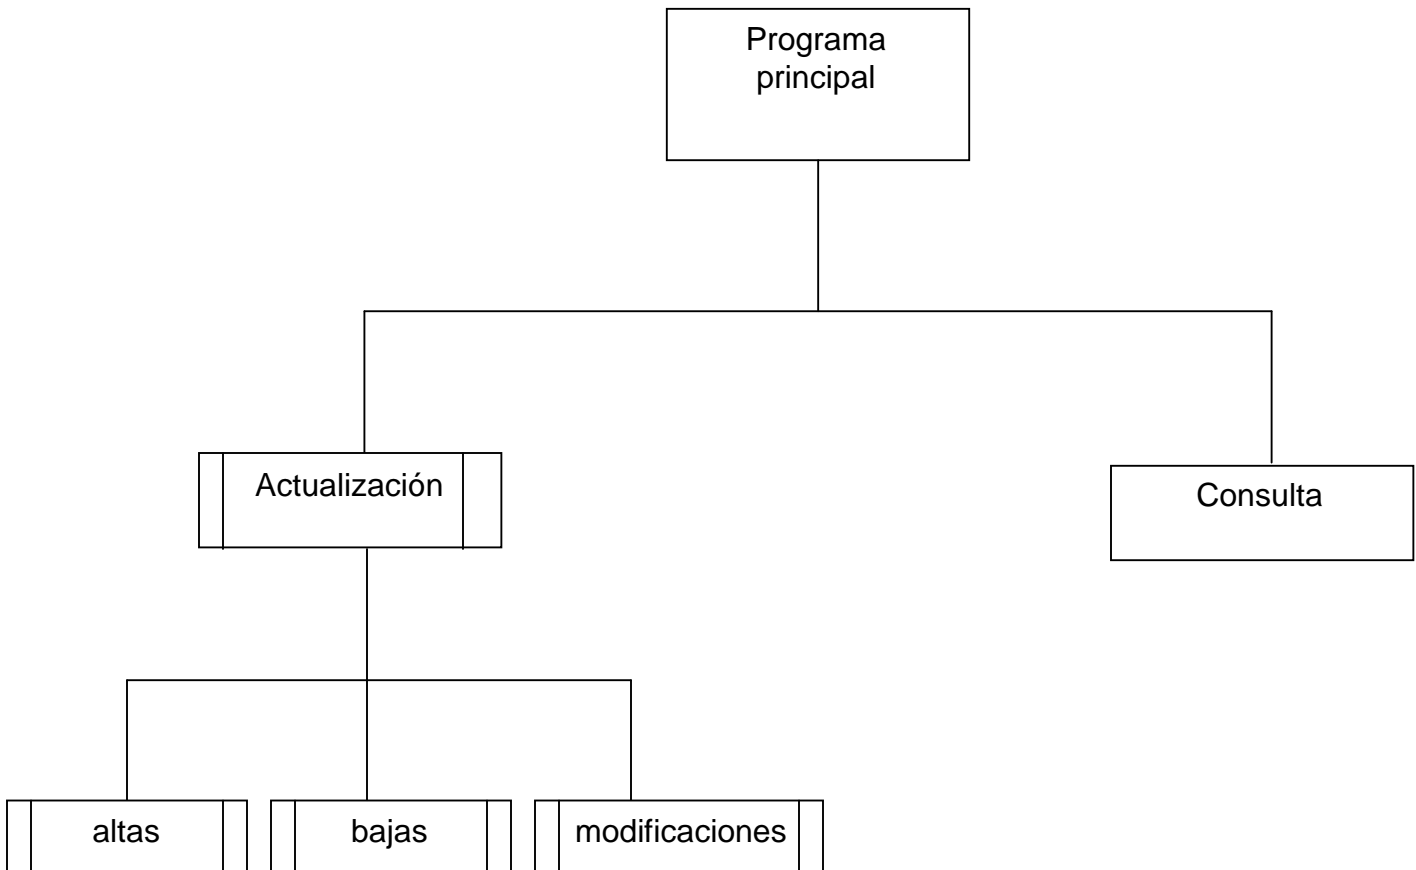 Programa
principal
Actualización
Consulta
altas
bajas
modificaciones